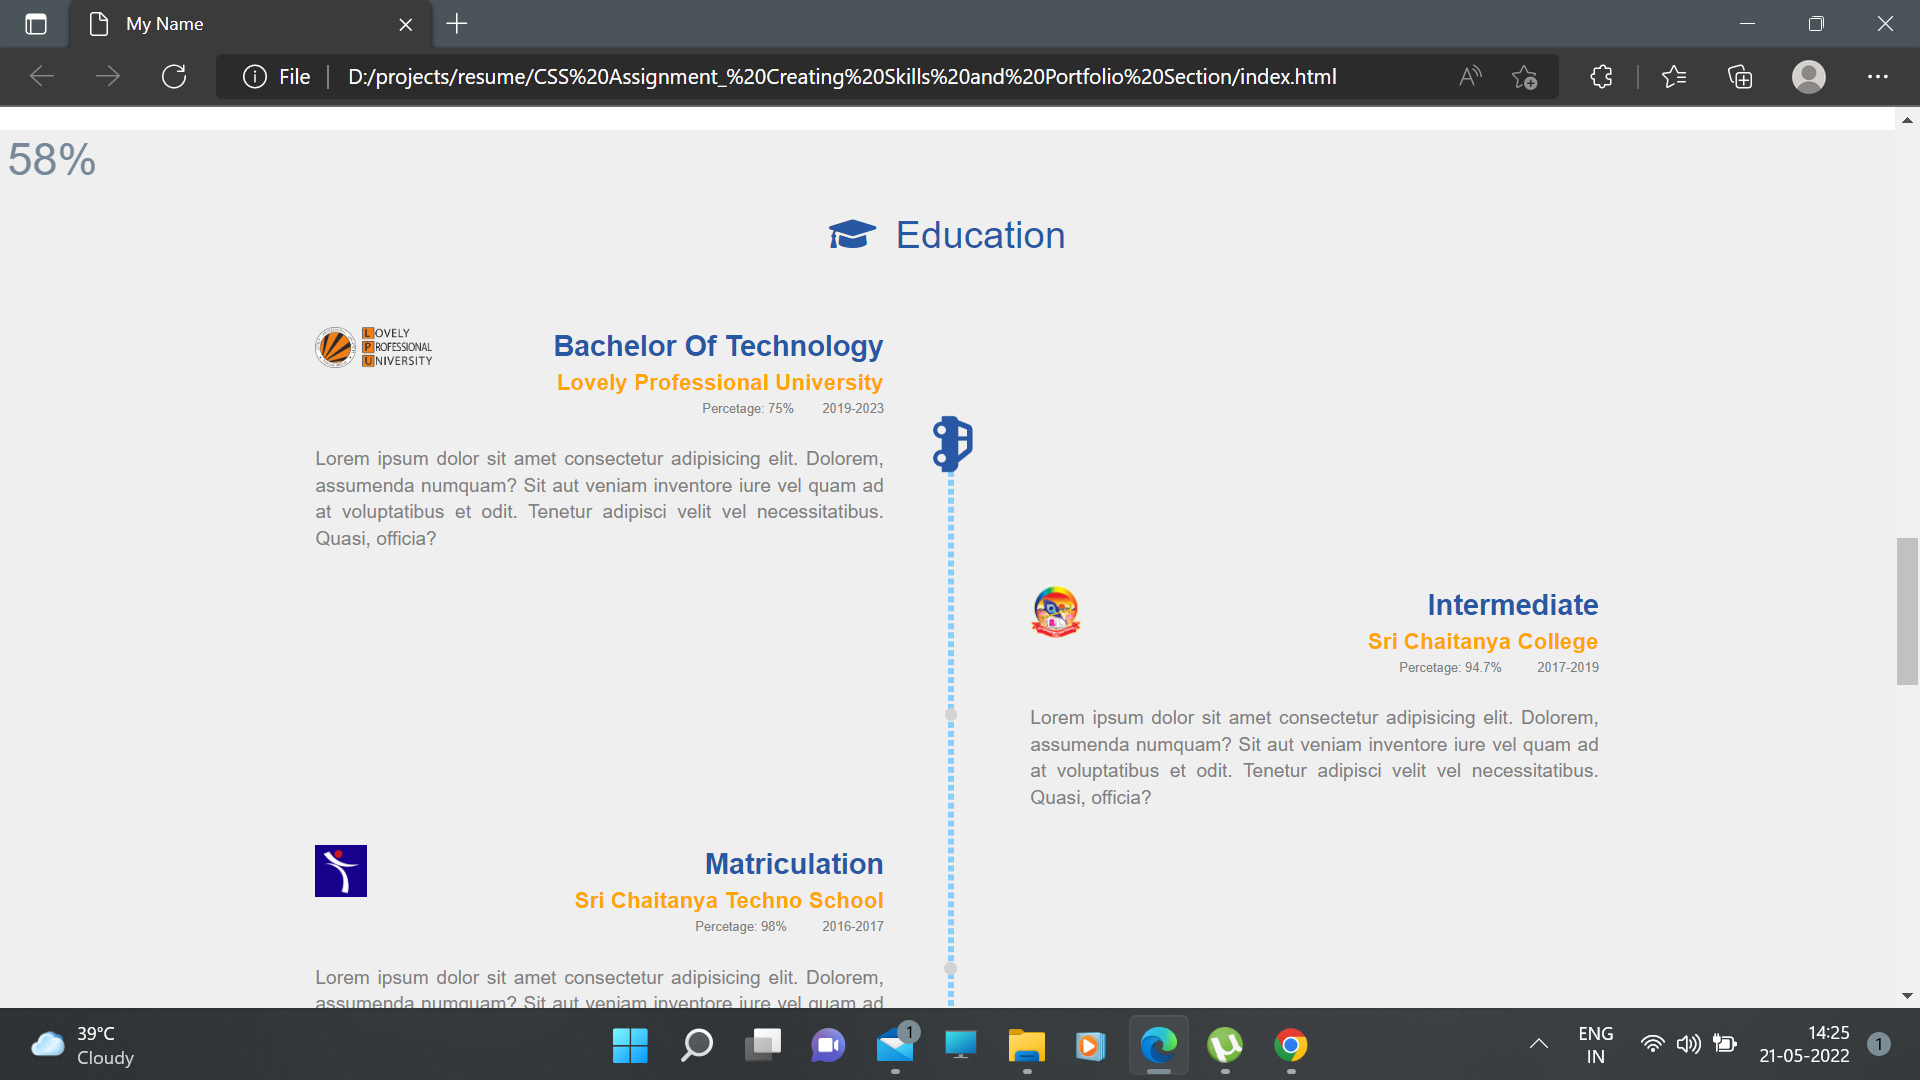 My Name
File
D:/projects/resume/CSS%20Assignment_%20Creating%20Skills%20and%20Portfolio%20Section/index.html
58%
Education
LOVELY
PROFESSIONAL
UNIVERSITY
Bachelor Of Technology
Lovely Professional University
Percetage: 75% 2019-2023
Lorem ipsum dolor sit amet consectetur adipisicing elit. Dolorem,
assumenda numquam? Sit aut veniam inventore iure vel quam ad
at voluptatibus et odit. Tenetur adipisci velit vel necessitatibus.
Quasi, officia?
Intermediate
Sri Chaitanya College
Percetage: 94.7% 2017-2019
Lorem ipsum dolor sit amet consectetur adipisicing elit. Dolorem,
assumenda numquam? Sit aut veniam inventore iure vel quam ad
at voluptatibus et odit. Tenetur adipisci velit vel necessitatibus.
Quasi, officia?
Matriculation
Sri Chaitanya Techno School
Percetage: 98% 2016-2017
Lorem ipsum dolor sit amet consectetur adipisicing elit. Dolorem,
assumenda numquam? Sit aut veniam inventore iure vel quam ad
39°C
Cloudy
1
ENG
IN
14:25
21-05-2022
1